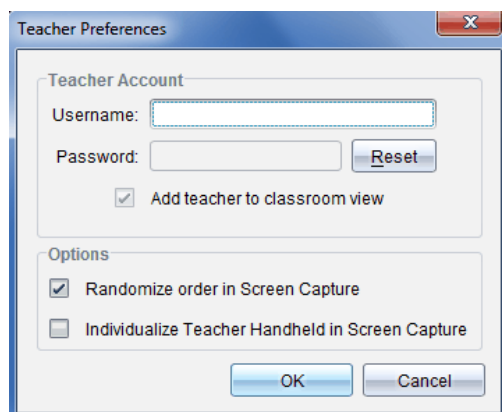 Teacher Preferences
Teacher Account
Username:
Password:
Reset
Add teacher to classroom view
Options
Randomize order in Screen Capture
Individualize Teacher Handheld in Screen Capture
OK Cancel